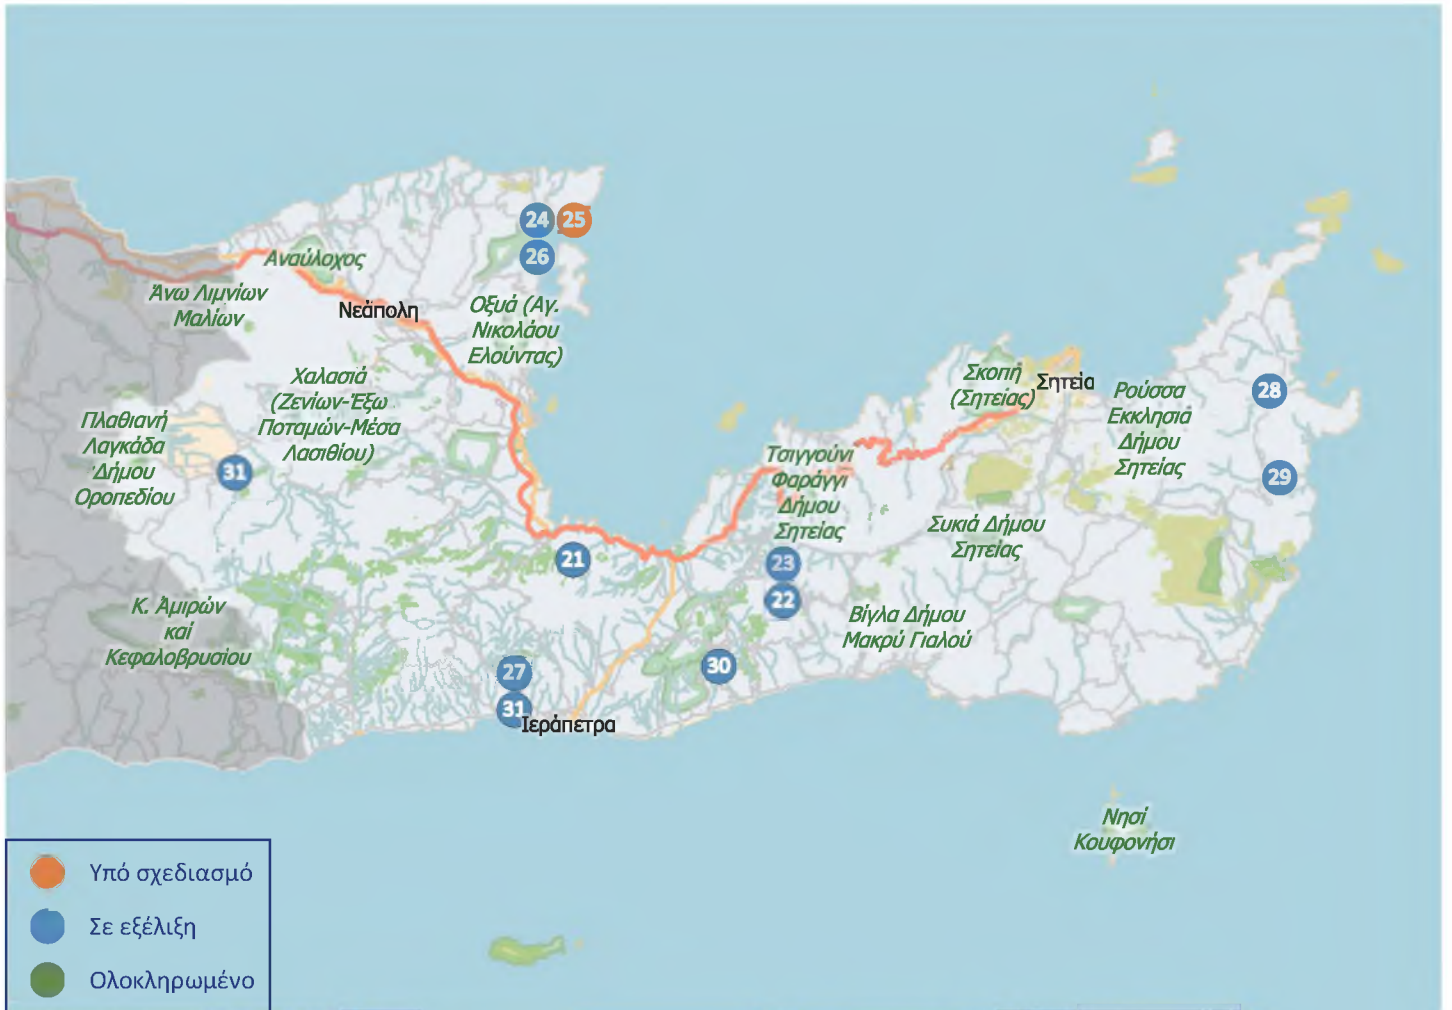 24
25
26
Αναύλοχος
Άνω Λιμνίων
Μαλίων
Νεάπολη
Οξυά (Αγ.
Νικολάου
Ελούντας)
Χαλασιά
(Ζενίων-Έξω
Ποταμών-Μέσα
Λασιθίου)
Πλαθιανή
Λαγκάδα
Δήμου
Οροπεδίου
31
Σκοπή
(Σητείας)
Σητεία
Ρούσσα
Εκκλησιά
Δήμου
Σητείας
28
29
Τσιγγούνι
Φαράγγι
Δήμου
Σητείας
Συκιά Δήμου
Σητείας
21
23
22
Βίγλα Δήμου
Μακρύ Γιαλού
Κ. Άμιρών
καί
Κεφαλοβρυσίου
27
31
Ιεράπετρα
30
Νησί
Κουφονήσι
Υπό σχεδιασμό
Σε εξέλιξη
Ολοκληρωμένο